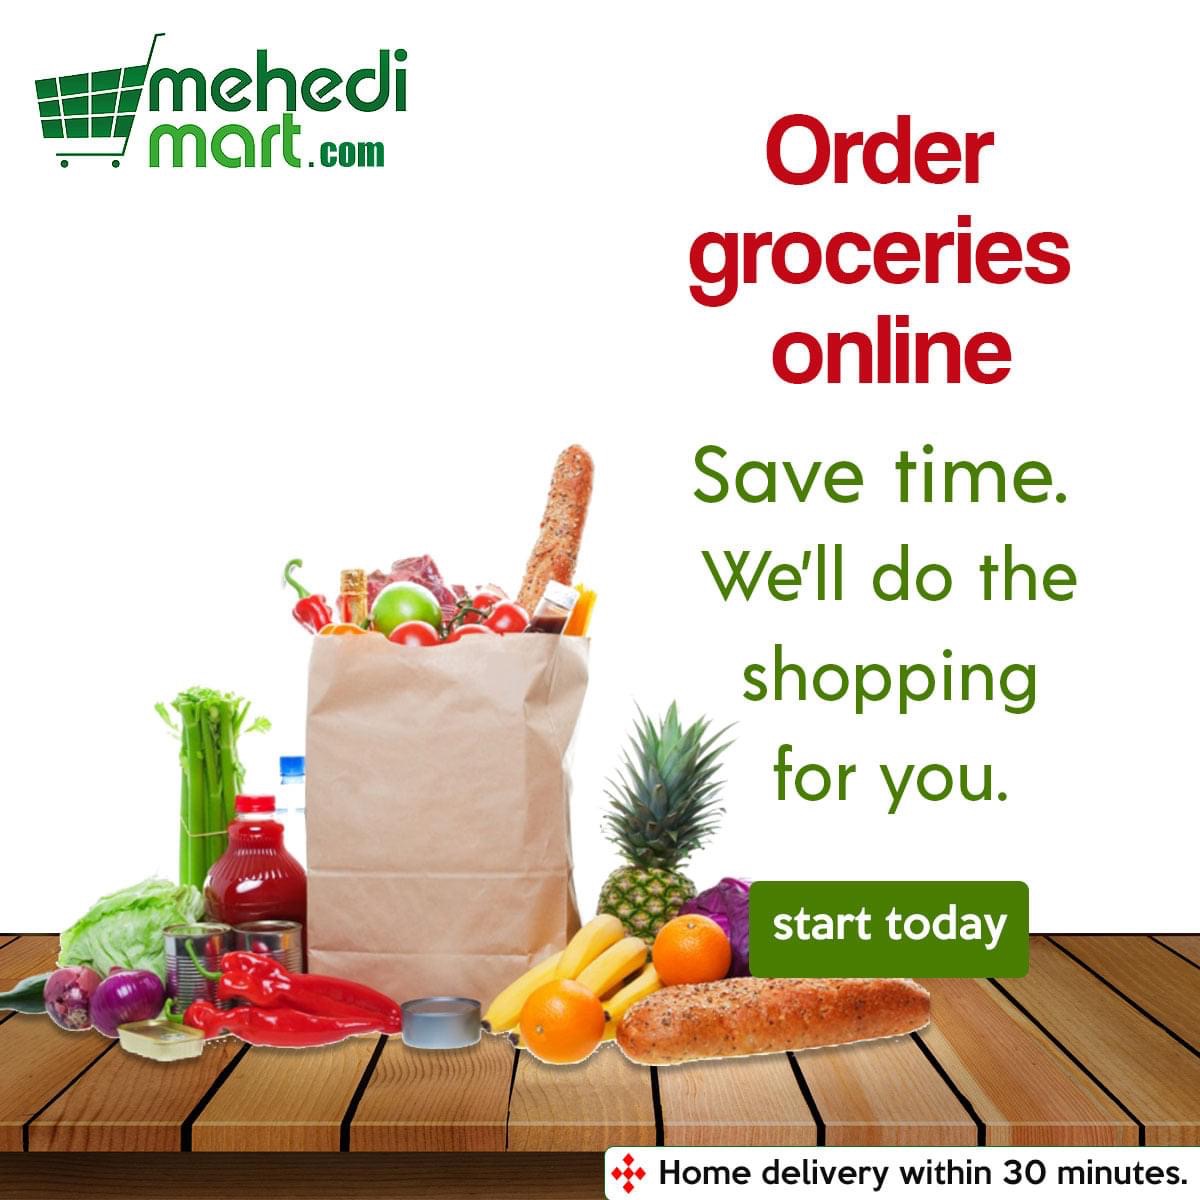 mehedi
mart.com
Order
groceries
online
Save time.
We'll do the
shopping
for you.
start today
Home delivery within 30 minutes.